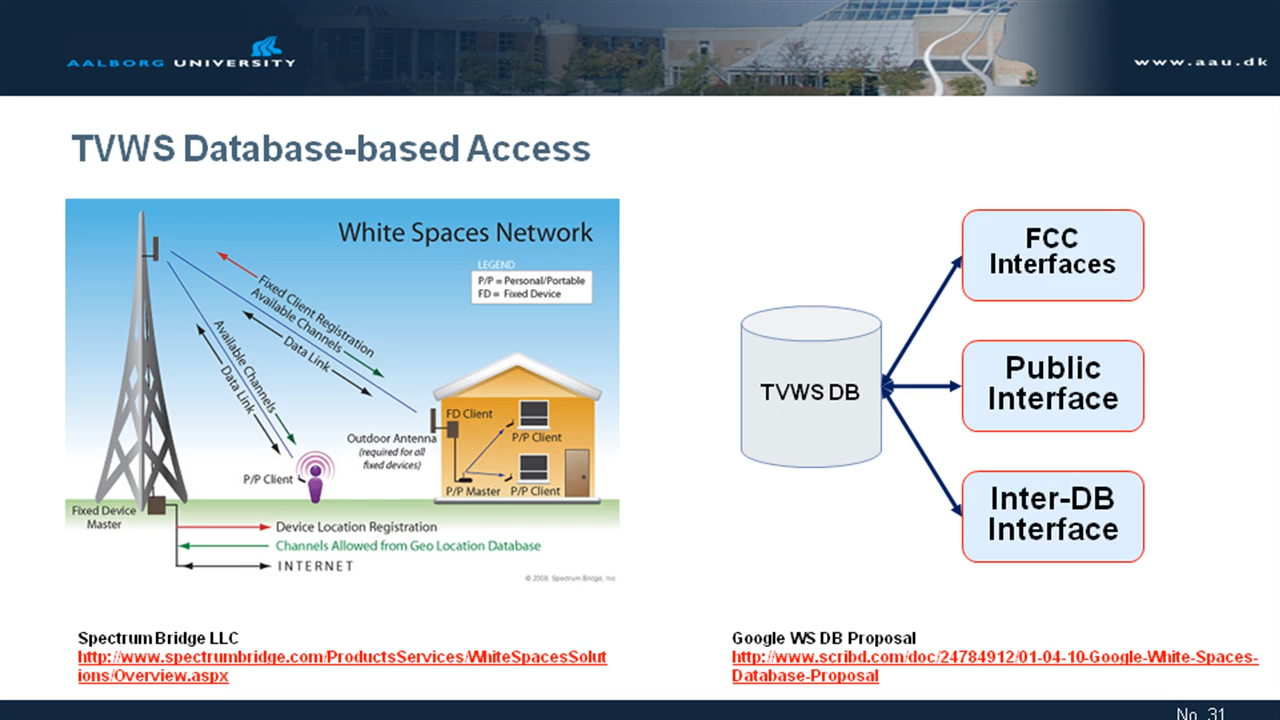 AALBORG UNIVERSITY
www.aau.dk
TVWS Database-based Access
White Spaces Network
LEGEND
P/P = Personal/Portable
FD = Fixed Device
Fixed Client Registration
Available Channels
Data Link
Available Channels
Data Link
FD Client
P/P Client
Outdoor Antenna
(required for all
fixed devices)
P/P Client
P/P Master
P/P Client
Fixed Device
Master
Device Location Registration
Channels Allowed from Geo Location Database
INTERNET
© 2008, Spectrum Bridge, Inc.
TVWS DB
FCC
Interfaces
Public
Interface
Inter-DB
Interface
Spectrum Bridge LLC
http://www.spectrumbridge.com/ProductsServices/WhiteSpacesSolut
ions/Overview.aspx
Google WS DB Proposal
http://www.scribd.com/doc/24784912/01-04-10-Google-White-Spaces-
Database-Proposal
No. 31